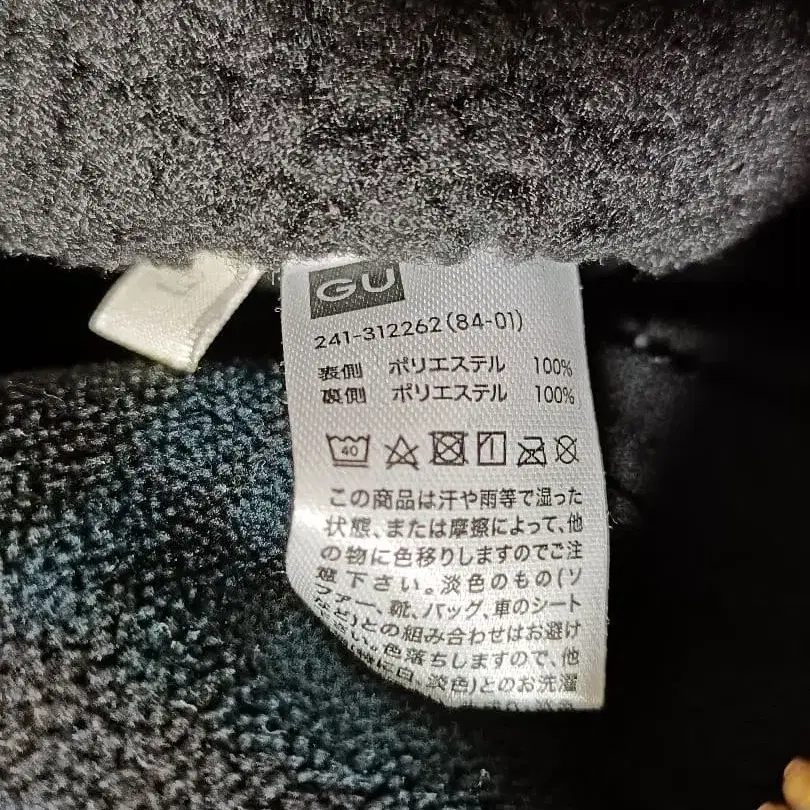 GU
241-312262(84-01)
表側 ポリエステル 100%
裏側 ポリエステル 100%
40
この商品は汗や雨等で湿った
状態、または摩擦によって、他
の物に色移りしますのでご注
意下さい。淡色のもの(ソ
ファー、靴、バッグ、車のシート
など)との組み合わせはお避け
さい。色落ちしますので、他
に白、淡色)とのお洗濯